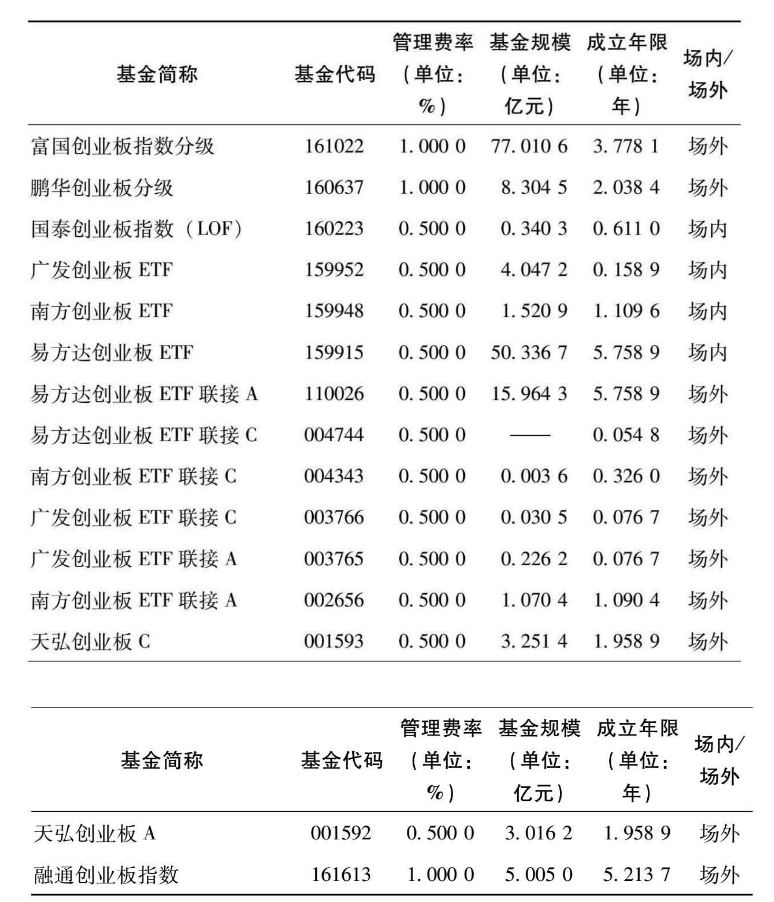 基金简称 基金代码 管理费率(单位:%) 基金规模(单位:亿元) 成立年限(单位:年) 场内/场外
富国创业板指数分级 161022 1.000 0 77.010 6 3.778 1 场外
鹏华创业板分级 160637 1.000 0 8.304 5 2.038 4 场外
国泰创业板指数(LOF) 160223 0.500 0 0.340 3 0.611 0 场内
广发创业板 ETF 159952 0.500 0 4.047 2 0.158 9 场内
南方创业板 ETF 159948 0.500 0 1.520 9 1.109 6 场内
易方达创业板 ETF 159915 0.500 0 50.336 7 5.758 9 场内
易方达创业板 ETF 联接 A 110026 0.500 0 15.964 3 5.758 9 场外
易方达创业板 ETF 联接 C 004744 0.500 0 —— 0.054 8 场外
南方创业板 ETF 联接 C 004343 0.500 0 0.003 6 0.326 0 场外
广发创业板 ETF 联接 C 003766 0.500 0 0.030 5 0.076 7 场外
广发创业板 ETF 联接 A 003765 0.500 0 0.226 2 0.076 7 场外
南方创业板 ETF 联接 A 002656 0.500 0 1.070 4 1.090 4 场外
天弘创业板 C 001593 0.500 0 3.251 4 1.958 9 场外
基金简称 基金代码 管理费率(单位:%) 基金规模(单位:亿元) 成立年限(单位:年) 场内/场外
天弘创业板 A 001592 0.500 0 3.016 2 1.958 9 场外
融通创业板指数 161613 1.000 0 5.005 0 5.213 7 场外